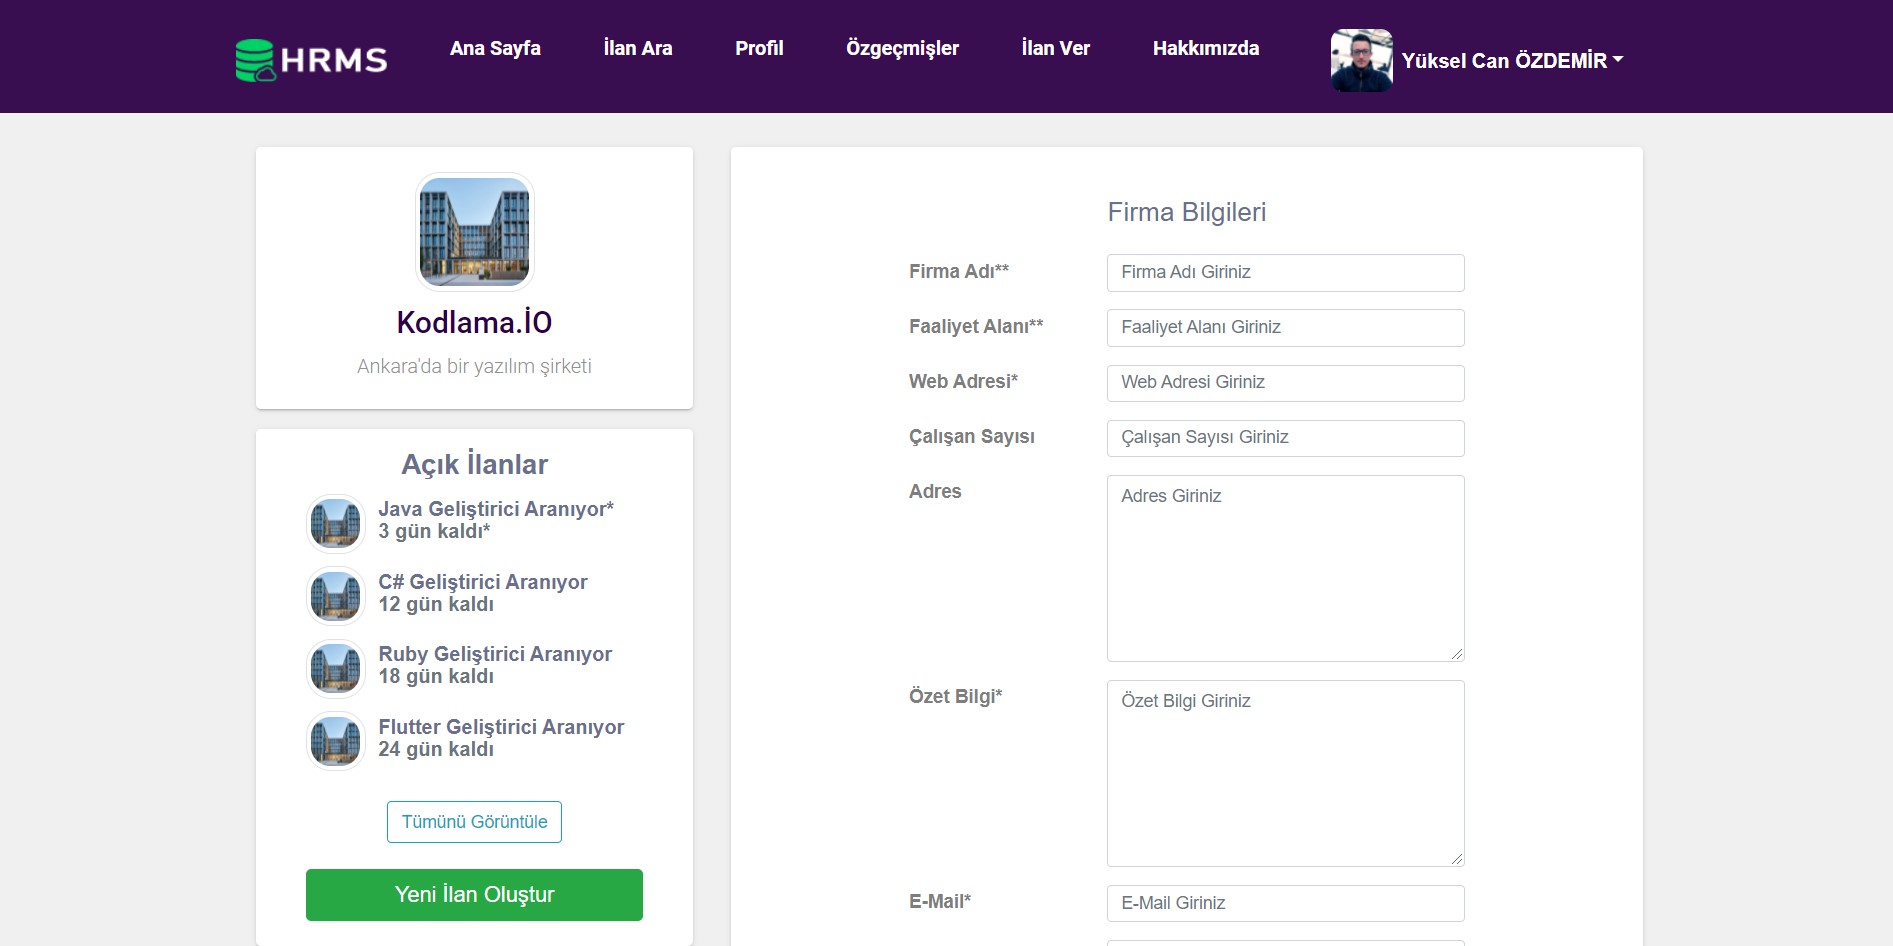 HRMS
Ana Sayfa
İlan Ara
Profil
Özgeçmişler
İlan Ver
Hakkımızda
Yüksel Can ÖZDEMİR
Kodlama.İO
Ankara'da bir yazılım şirketi
Açık İlanlar
Java Geliştirici Aranıyor*
3 gün kaldı*
C# Geliştirici Aranıyor
12 gün kaldı
Ruby Geliştirici Aranıyor
18 gün kaldı
Flutter Geliştirici Aranıyor
24 gün kaldı
Tümünü Görüntüle
Yeni İlan Oluştur
Firma Bilgileri
Firma Adı**
Firma Adı Giriniz
Faaliyet Alanı**
Faaliyet Alanı Giriniz
Web Adresi*
Web Adresi Giriniz
Çalışan Sayısı
Çalışan Sayısı Giriniz
Adres
Adres Giriniz
Özet Bilgi*
Özet Bilgi Giriniz
E-Mail*
E-Mail Giriniz